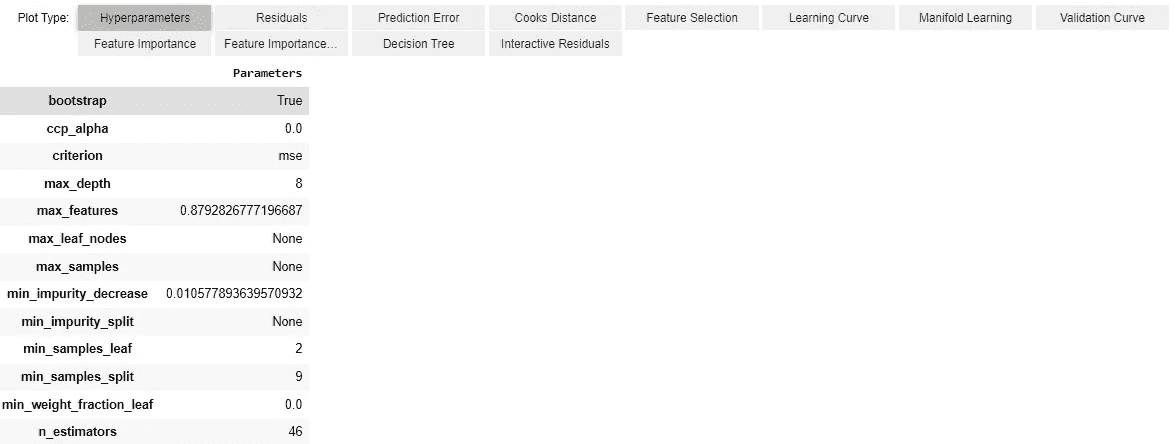 Plot Type: Hyperparameters Residuals Prediction Error Cooks Distance Feature Selection Learning Curve Manifold Learning Validation Curve
Feature Importance Feature Importance... Decision Tree Interactive Residuals
Parameters
bootstrap True
ccp_alpha 0.0
criterion mse
max_depth 8
max_features 0.8792826777196687
max_leaf_nodes None
max_samples None
min_impurity_decrease 0.010577893639570932
min_impurity_split None
min_samples_leaf 2
min_samples_split 9
min_weight_fraction_leaf 0.0
n_estimators 46